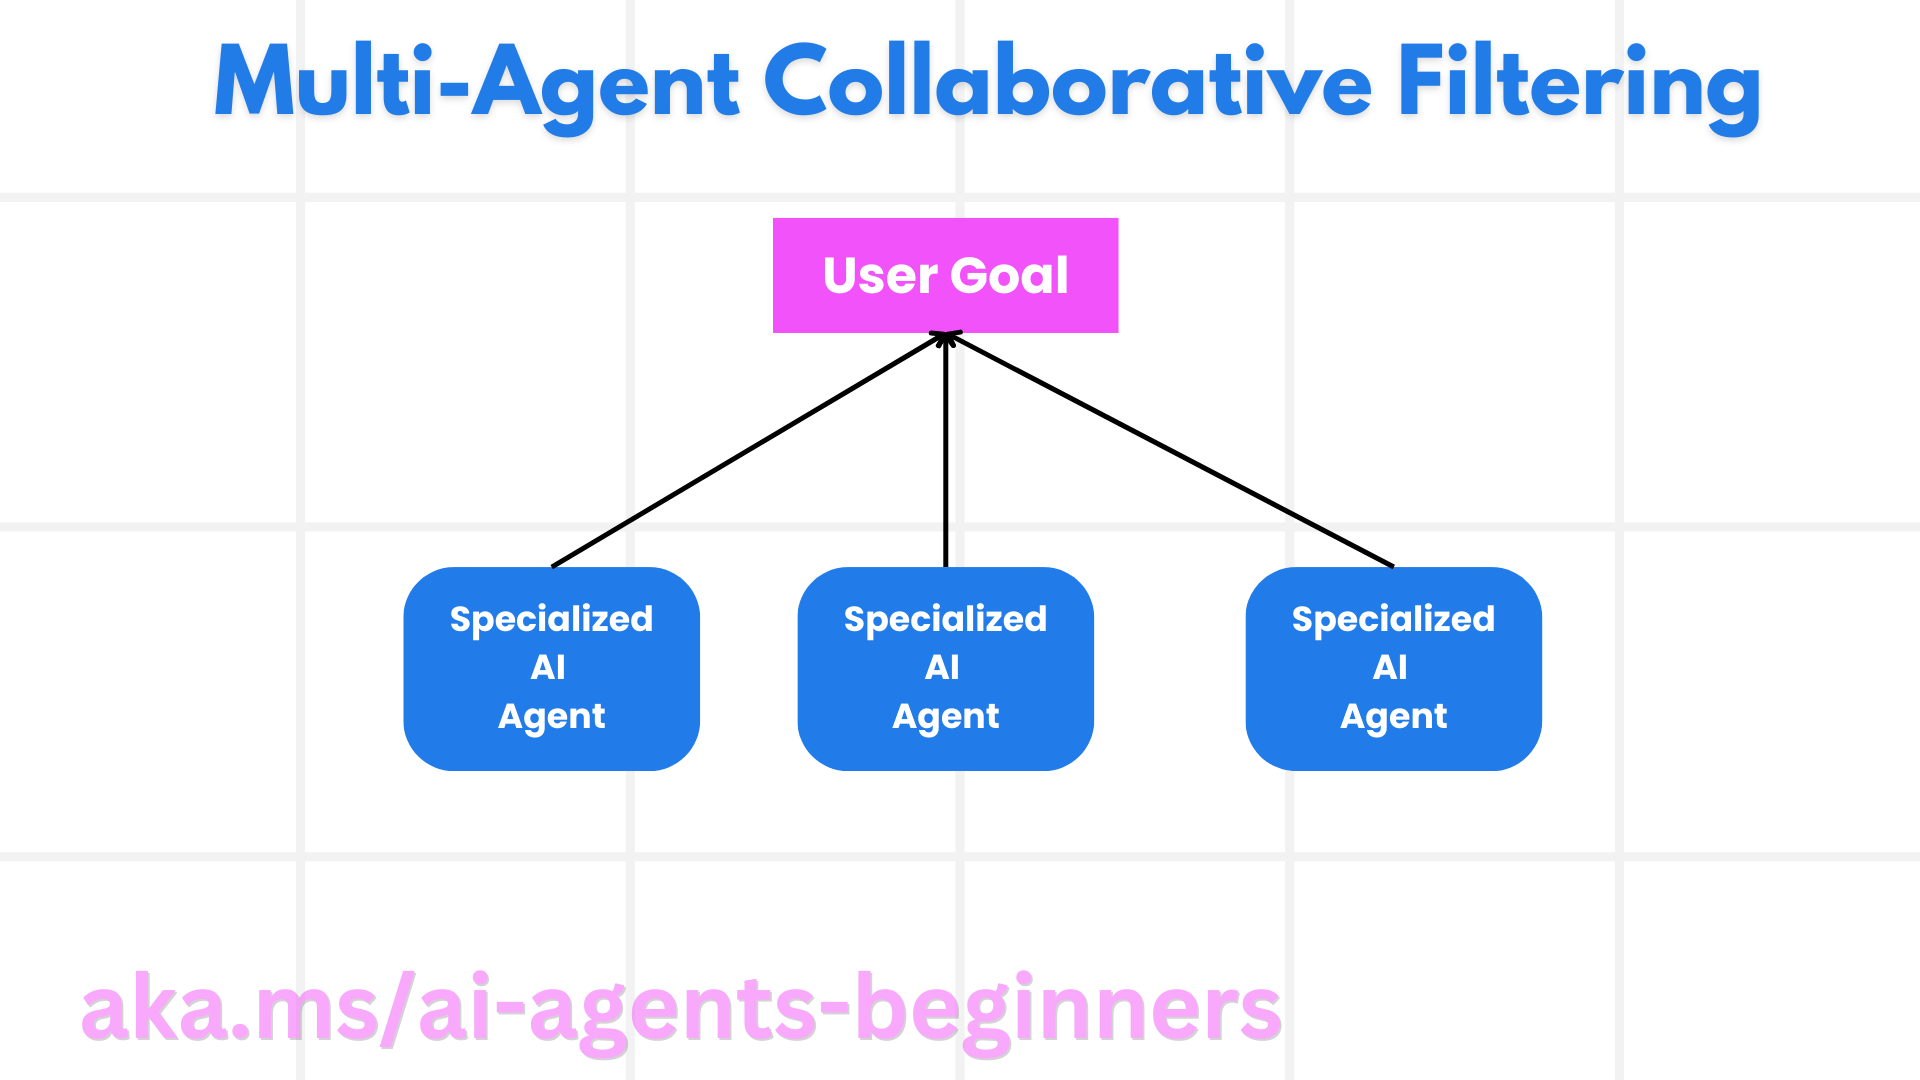 Multi-Agent Collaborative Filtering
User Goal
Specialized
AI
Agent
Specialized
AI
Agent
Specialized
AI
Agent
aka.ms/ai-agents-beginners